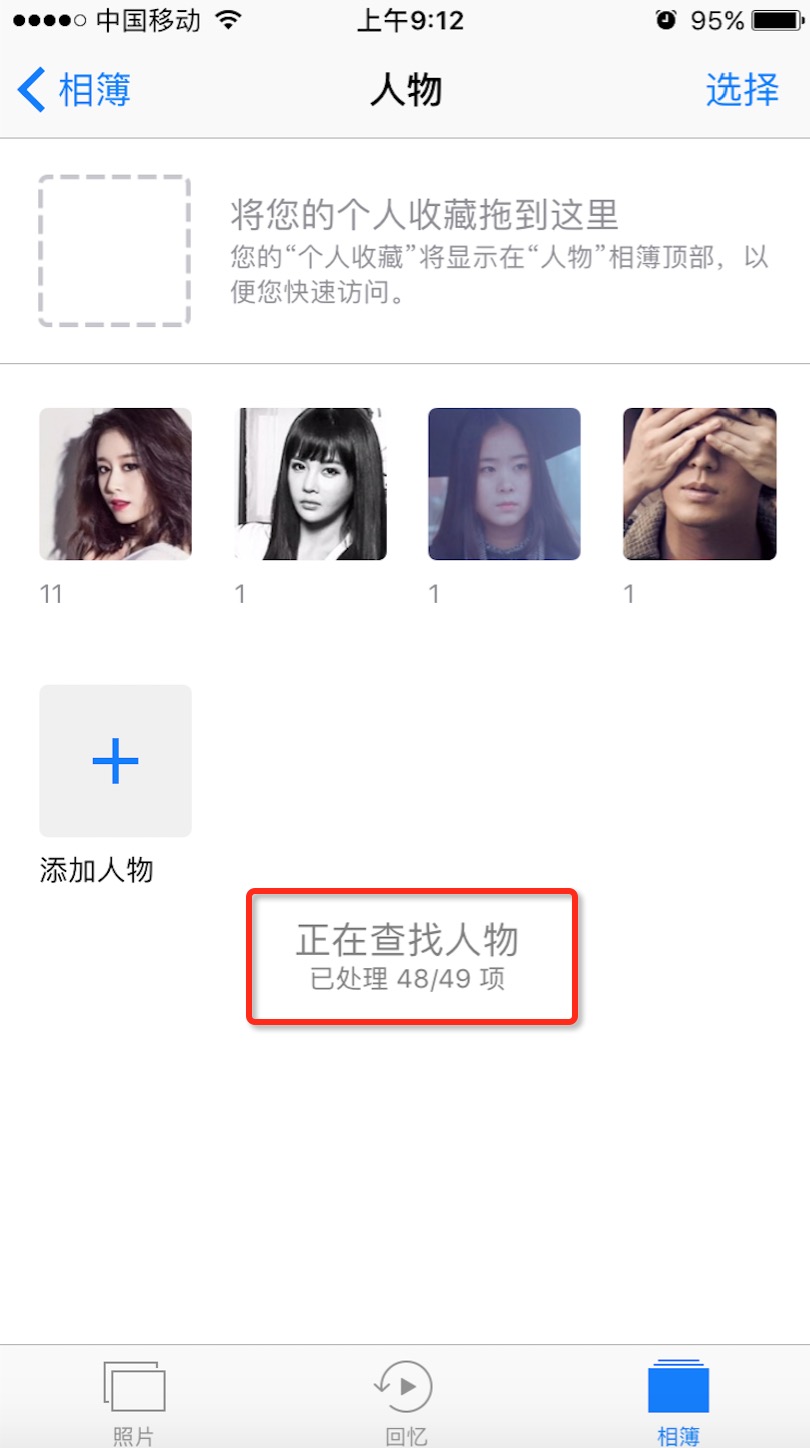 中国移动
上午9:12
95%
相簿
人物
选择
将您的个人收藏拖到这里
您的“个人收藏”将显示在“人物”相簿顶部，以
便您快速访问。
11
1
1
1
添加人物
正在查找人物
已处理 48/49 项
照片
回忆
相簿